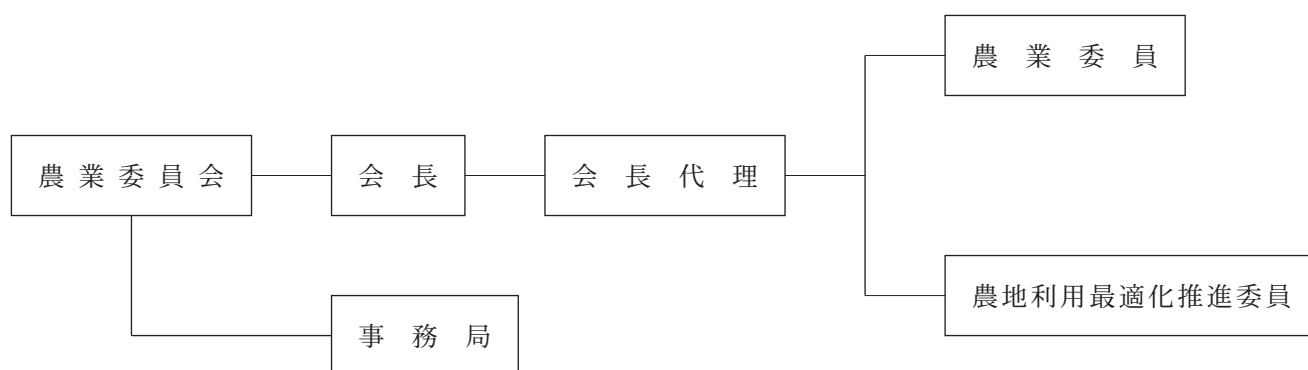 農業委員
農業委員会
会長
会長代理
農地利用最適化推進委員
事務局